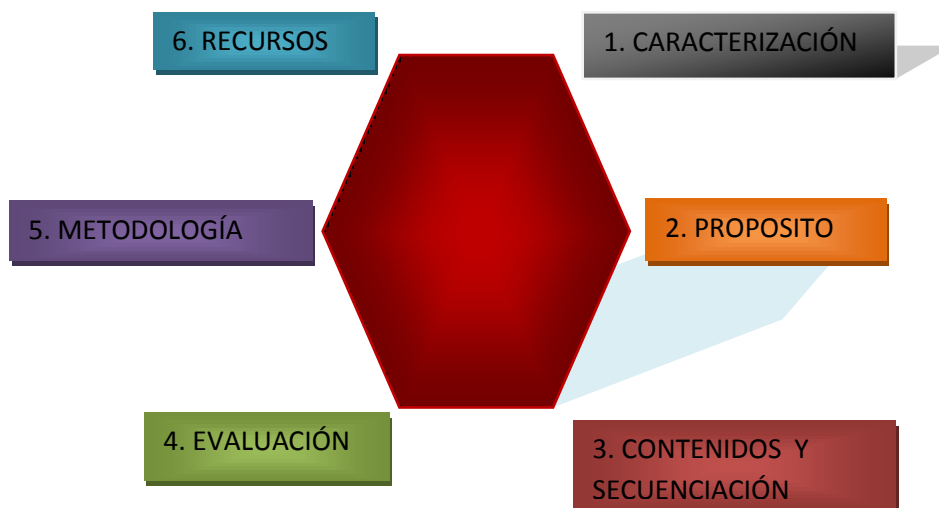 6. RECURSOS
1. CARACTERIZACIÓN
5. METODOLOGÍA
2. PROPOSITO
4. EVALUACIÓN
3. CONTENIDOS Y
SECUENCIACIÓN